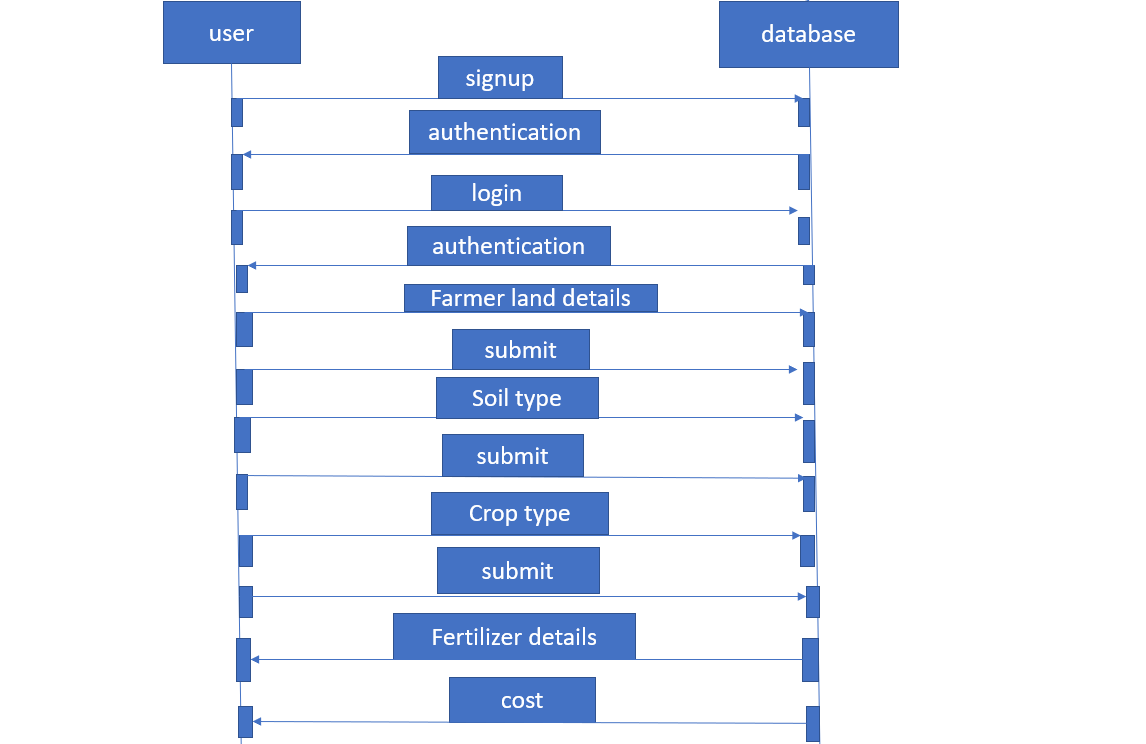 user
database
signup
authentication
login
authentication
Farmer land details
submit
Soil type
submit
Crop type
submit
Fertilizer details
cost